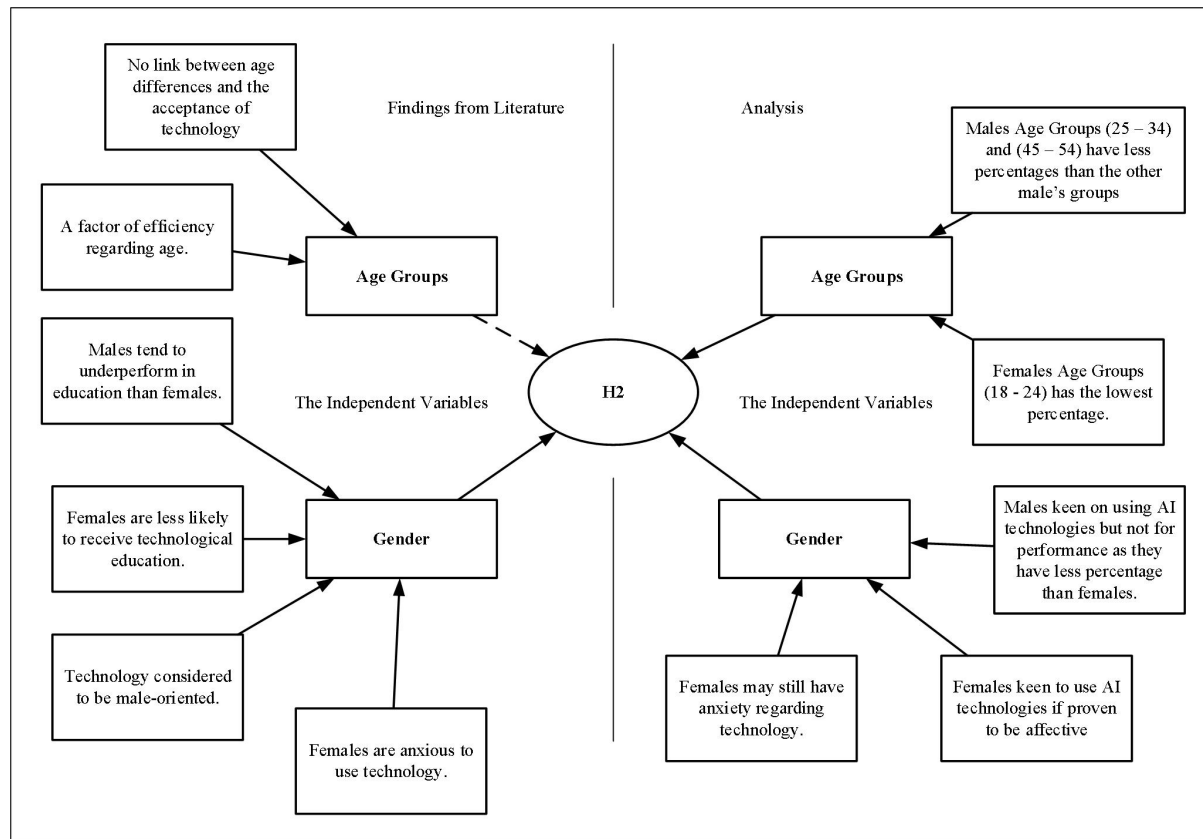 No link between age
differences and the
acceptance of
technology
Findings from Literature
A factor of efficiency
regarding age.
Age Groups
Males tend to
underperform in
education than females.
The Independent Variables
Females are less likely
to receive technological
education.
Gender
Technology considered
to be male-oriented.
Females are anxious to
use technology.
H2
Analysis
Males Age Groups (25 – 34)
and (45 – 54) have less
percentages than the other
male’s groups
Age Groups
Females Age Groups
(18 - 24) has the lowest
percentage.
The Independent Variables
Males keen on using AI
technologies but not for
performance as they
have less percentage
than females.
Gender
Females may still have
anxiety regarding
technology.
Females keen to use AI
technologies if proven
to be affective